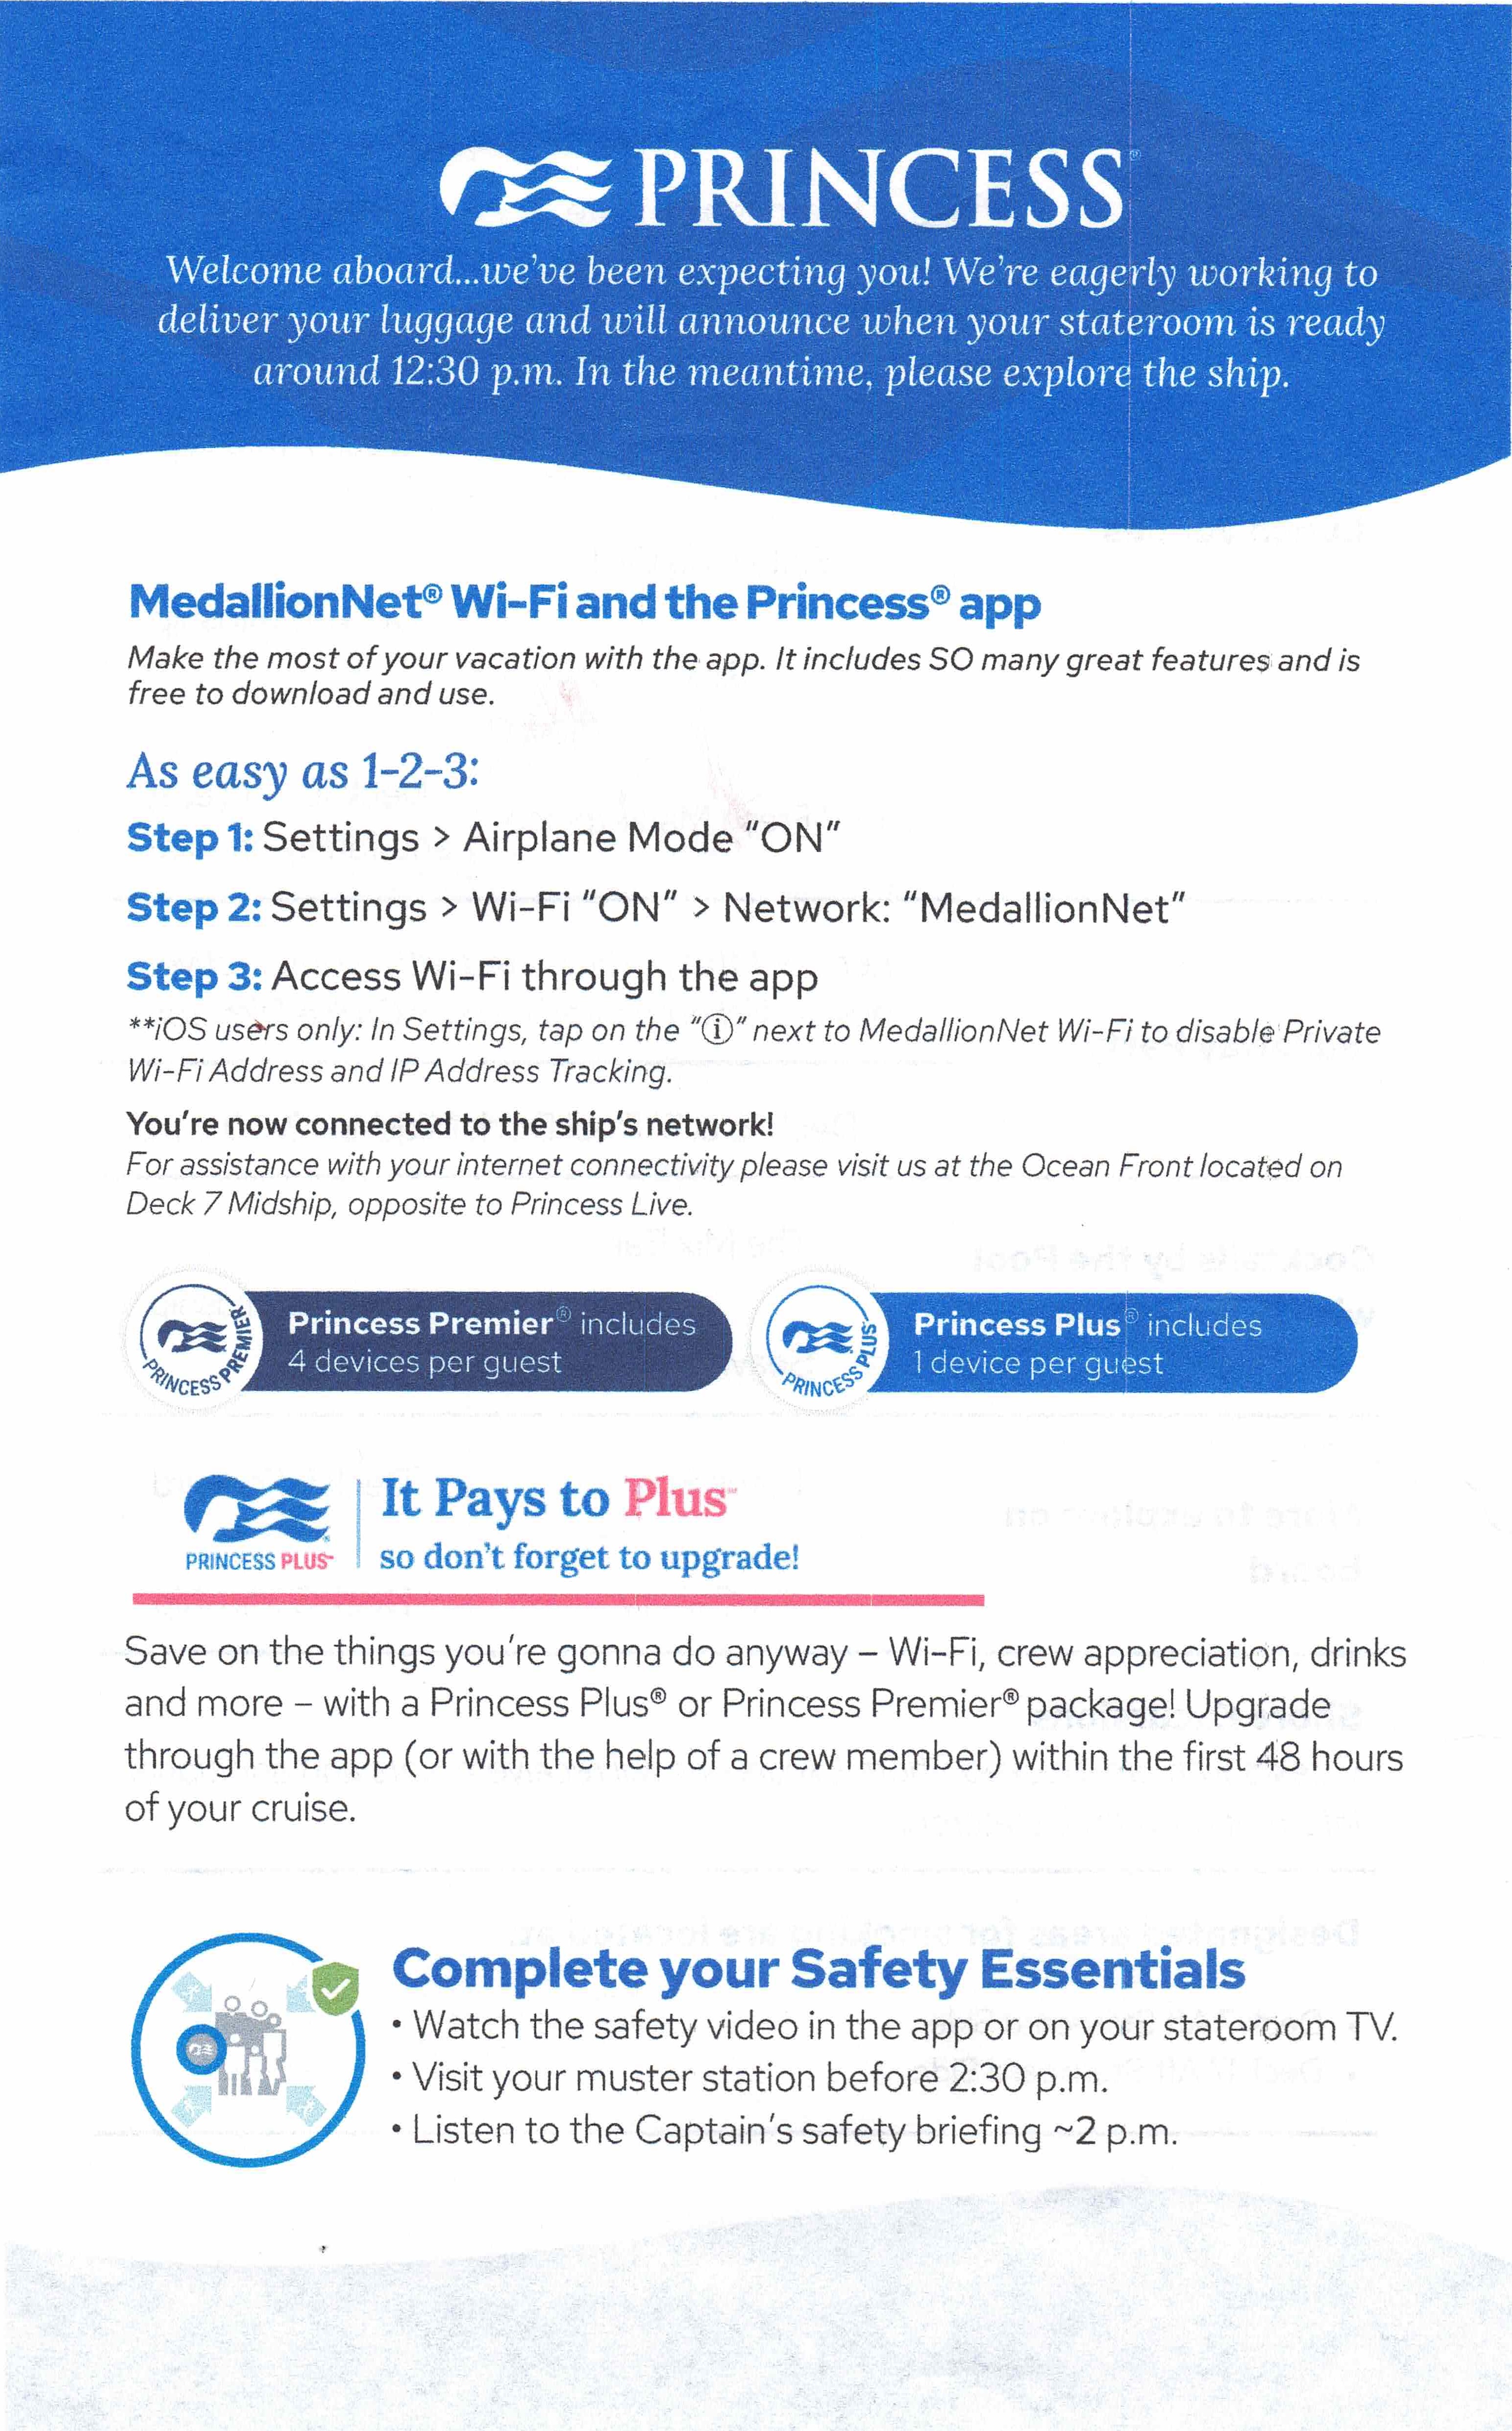 PRINCESS®
Welcome aboard...we've been expecting you! We're eagerly working to
deliver your luggage and will announce when your stateroom is ready
around 12:30 p.m. In the meantime, please explore the ship.
MedallionNet® Wi-Fi and the Princess® app
Make the most of your vacation with the app. It includes SO many great features and is
free to download and use.
As easy as 1-2-3:
Step 1: Settings > Airplane Mode "ON"
Step 2: Settings > Wi-Fi "ON" > Network: "MedallionNet"
Step 3: Access Wi-Fi through the app
**iOS users only: In Settings, tap on the "ⓘ" next to MedallionNet Wi-Fi to disable Private
Wi-Fi Address and IP Address Tracking.
You're now connected to the ship's network!
For assistance with your internet connectivity please visit us at the Ocean Front located on
Deck 7 Midship, opposite to Princess Live.
PRINCESS PREMIER
Princess Premier® includes
4 devices per guest
PRINCESS PLUS
Princess Plus® includes
1 device per guest
PRINCESS PLUS℠
It Pays to Plus℠
so don't forget to upgrade!
Save on the things you're gonna do anyway – Wi-Fi, crew appreciation, drinks
and more – with a Princess Plus® or Princess Premier® package! Upgrade
through the app (or with the help of a crew member) within the first 48 hours
of your cruise.
Complete your Safety Essentials
• Watch the safety video in the app or on your stateroom TV.
• Visit your muster station before 2:30 p.m.
• Listen to the Captain's safety briefing ~2 p.m.